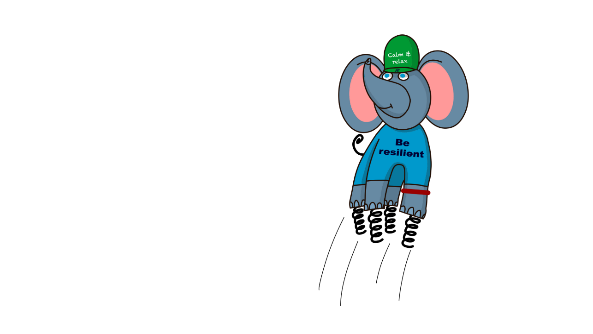 Calm &
relax
Be
resilient